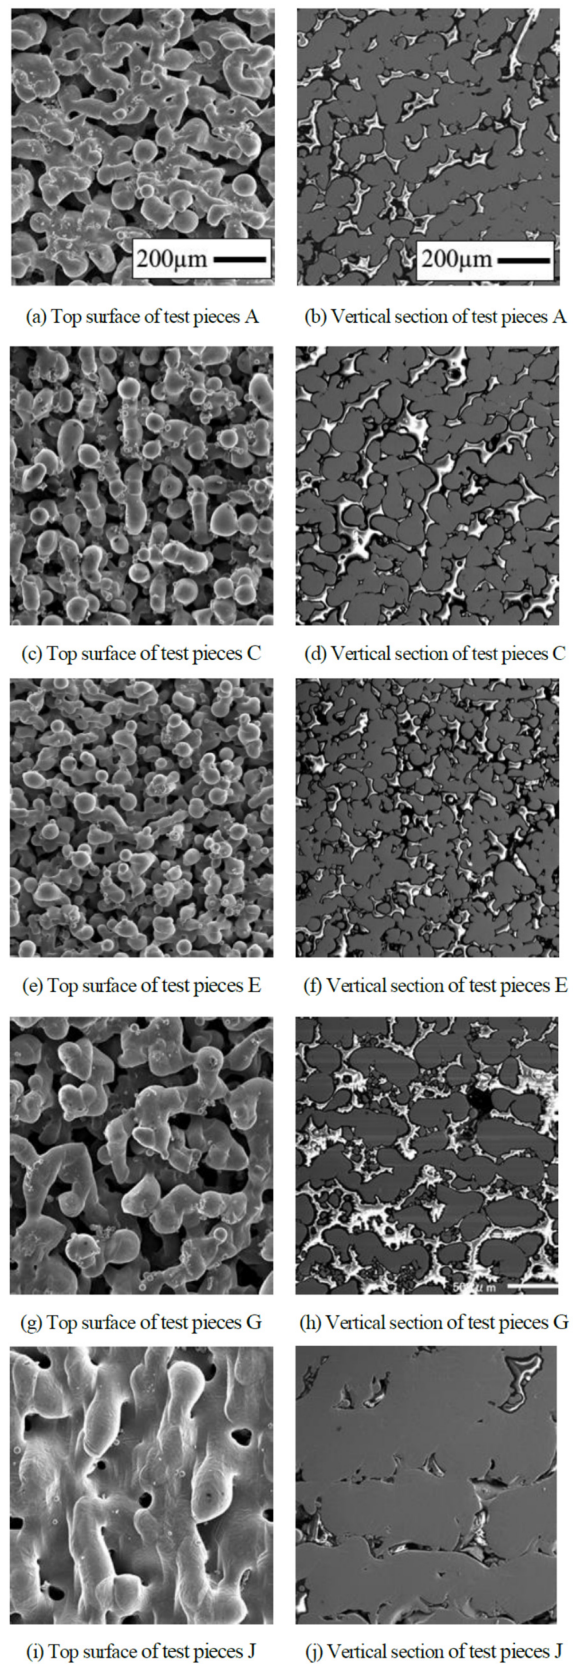 200μm
200μm
(a) Top surface of test pieces A
(b) Vertical section of test pieces A
(c) Top surface of test pieces C
(d) Vertical section of test pieces C
(e) Top surface of test pieces E
(f) Vertical section of test pieces E
(g) Top surface of test pieces G
(h) Vertical section of test pieces G
(i) Top surface of test pieces J
(j) Vertical section of test pieces J